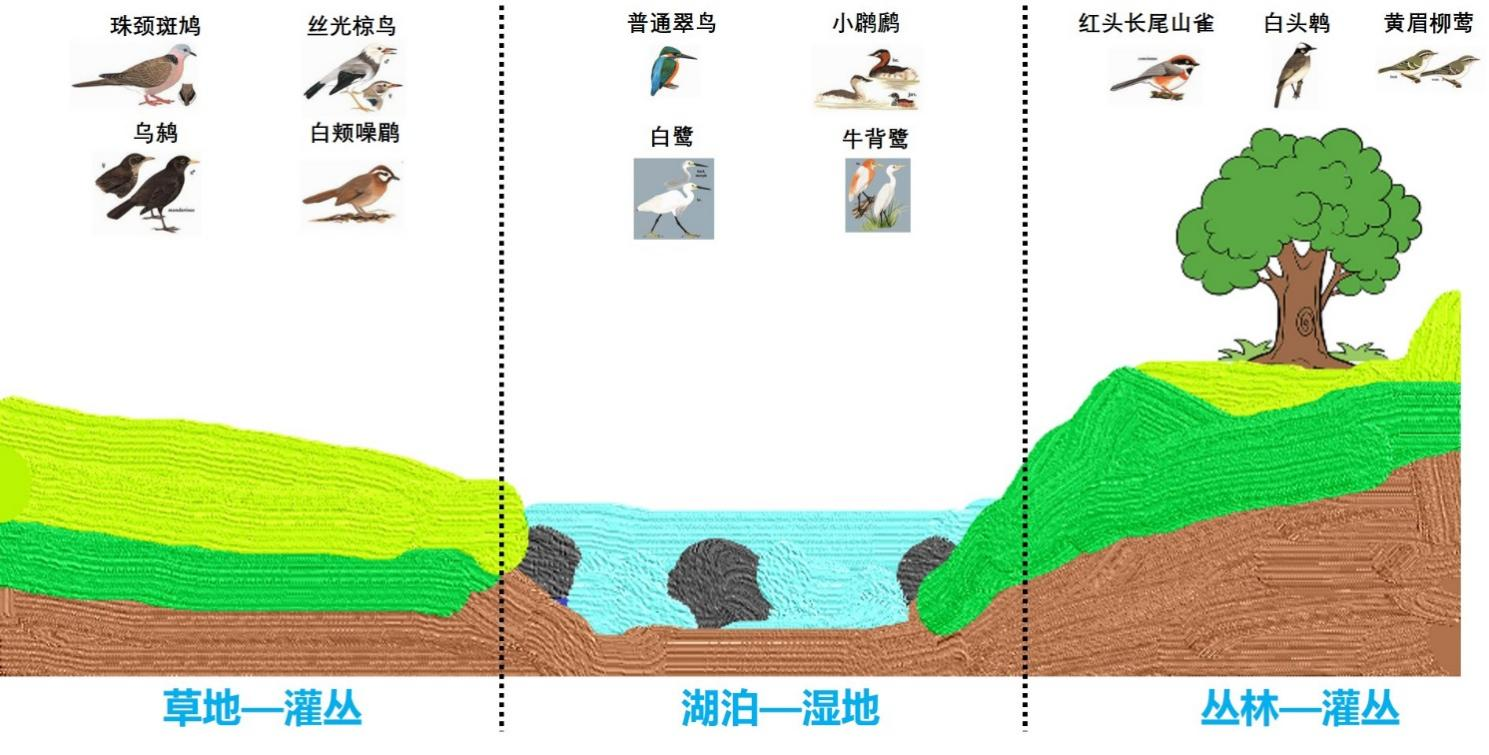 珠颈斑鸠 丝光椋鸟 普通翠鸟 小䴙䴘 红头长尾山雀 白头鹎 黄眉柳莺
乌鸫 白颊噪鹛 白鹭 牛背鹭
草地—灌丛 湖泊—湿地 丛林—灌丛